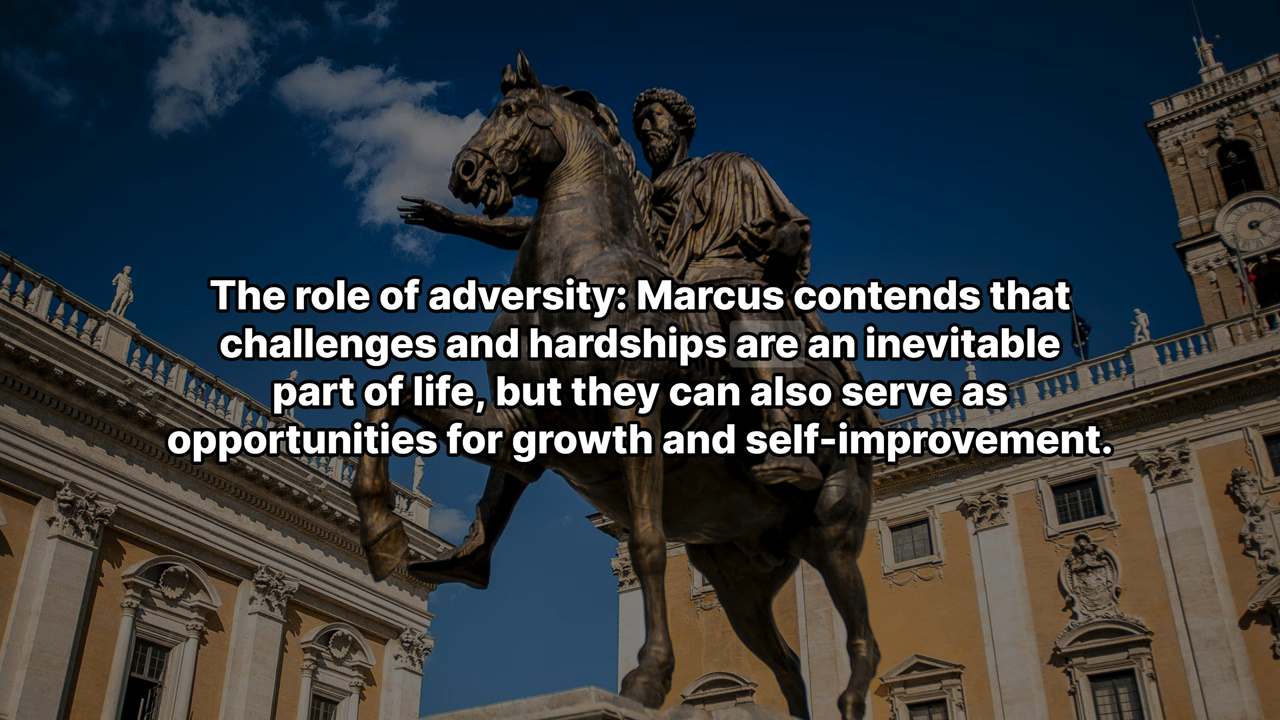 The role of adversity: Marcus contends that
challenges and hardships are an inevitable
part of life, but they can also serve as
opportunities for growth and self-improvement.